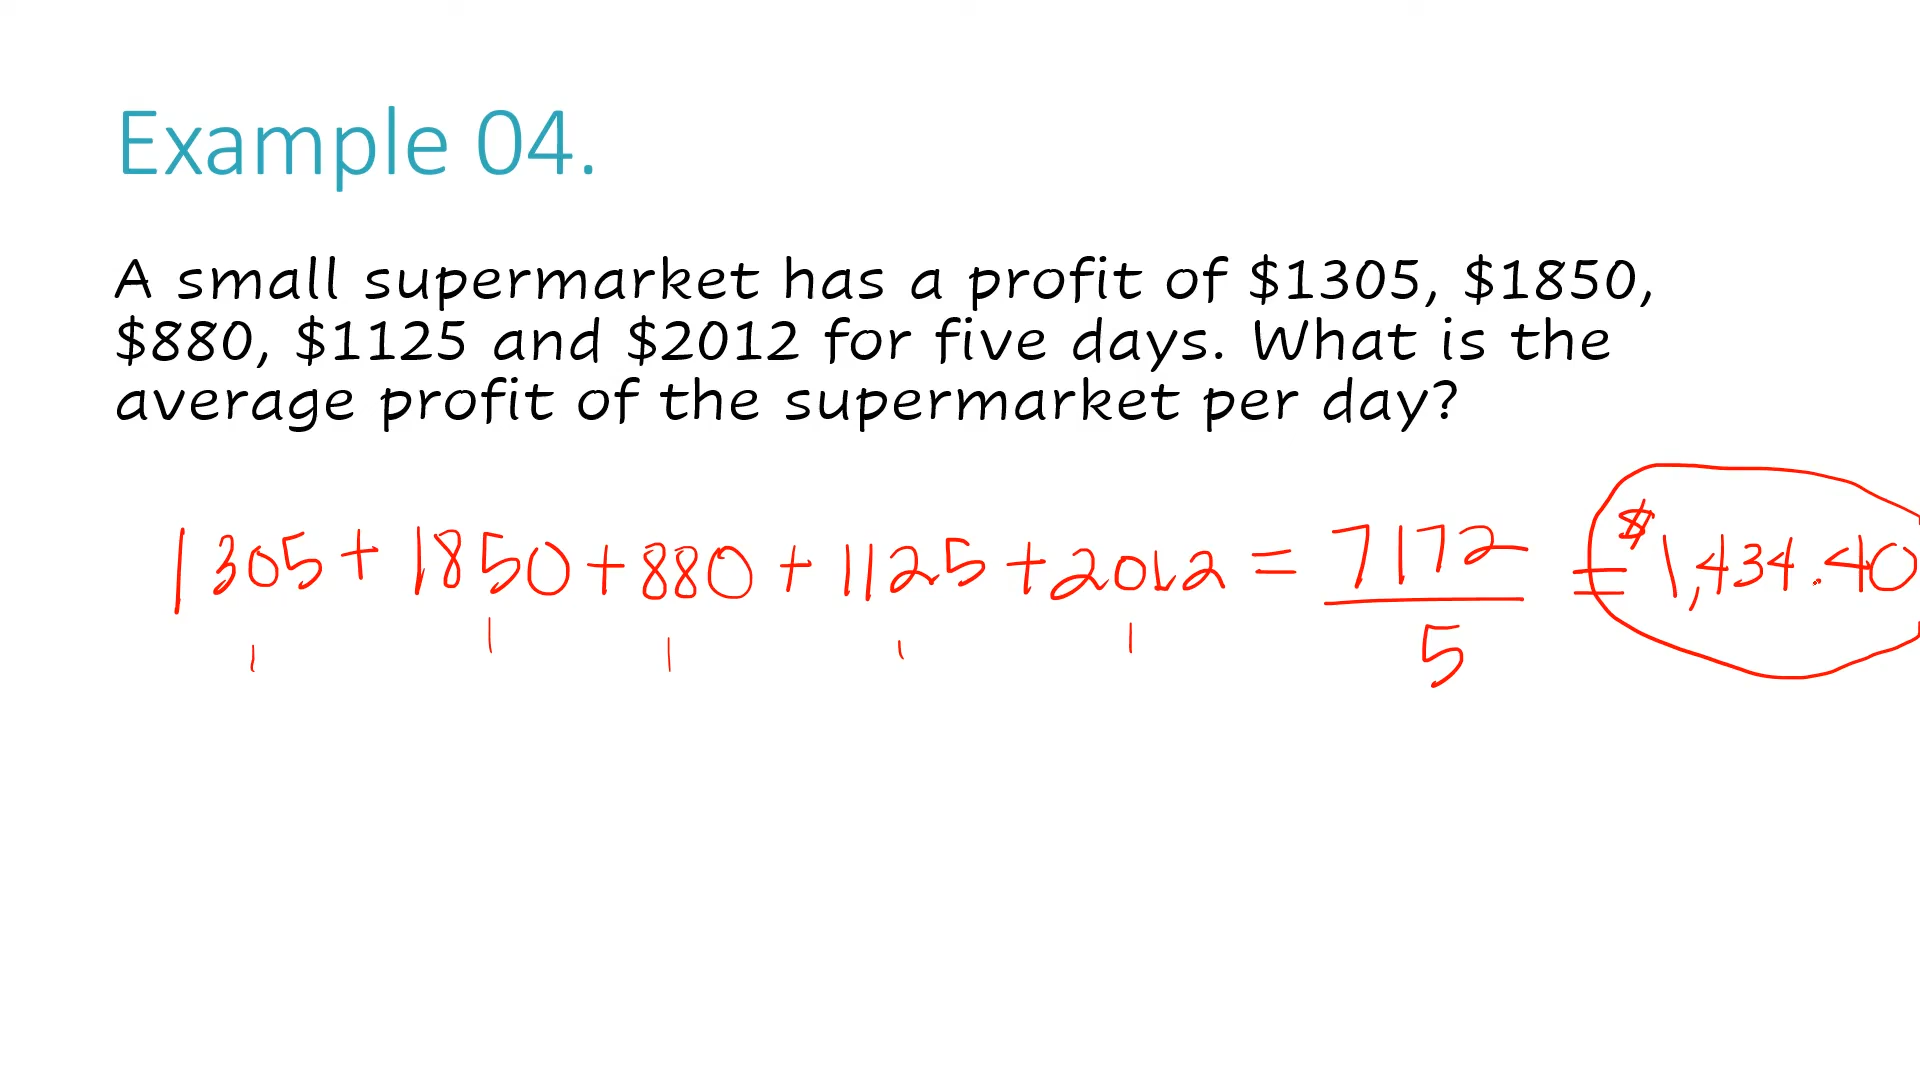 Example 04.
A small supermarket has a profit of $1305, $1850,
$880, $1125 and $2012 for five days. What is the
average profit of the supermarket per day?
1305 + 1850 + 880 + 1125 + 2012 = 7172 = $1,434.40
5